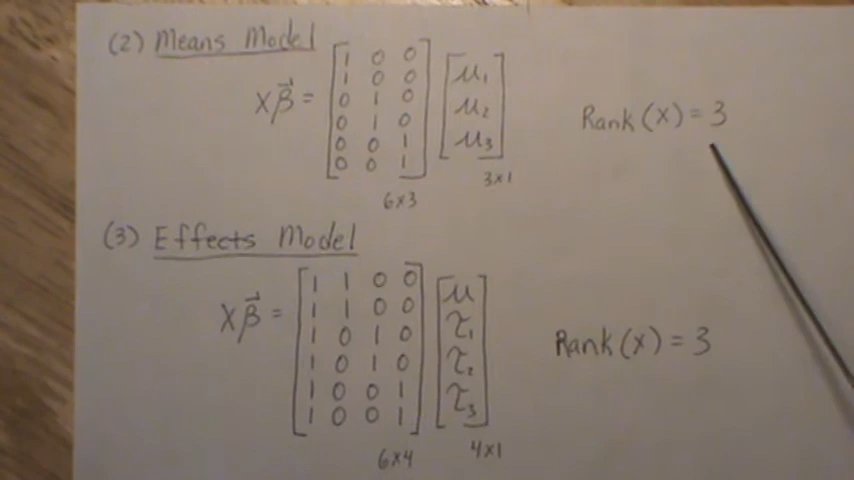 (2) Means Model
Xβ⃗ =
1 0 0
1 0 0
0 1 0
0 1 0
0 0 1
0 0 1
6x3
μ₁
μ₂
μ₃
3x1
Rank(X) = 3
(3) Effects Model
Xβ⃗ =
1 1 0 0
1 1 0 0
1 0 1 0
1 0 1 0
1 0 0 1
1 0 0 1
6x4
μ
τ₁
τ₂
τ₃
4x1
Rank(X) = 3